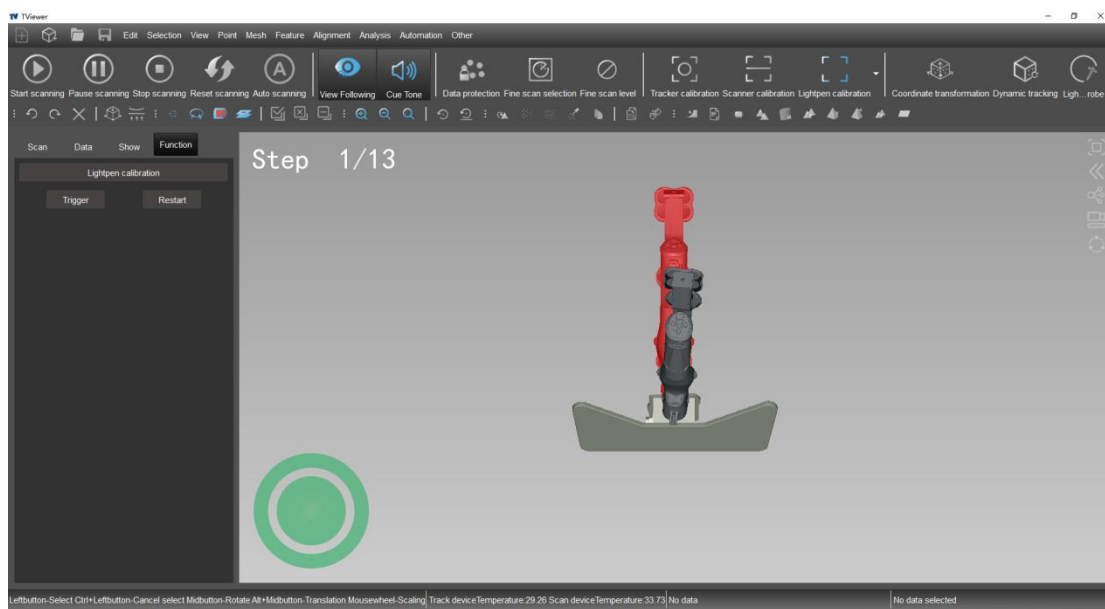 TV TViewer
Edit Selection View Point Mesh Feature Alignment Analysis Automation Other
Start scanning Pause scanning Stop scanning Reset scanning Auto scanning View Following Cue Tone Data protection Fine scan selection Fine scan level Tracker calibration Scanner calibration Lightpen calibration Coordinate transformation Dynamic tracking Ligh...robe
Scan Data Show Function
Lightpen calibration
Trigger Restart
Step 1/13
Leftbutton-Select Ctrl+Leftbutton-Cancel select Midbutton-Rotate Alt+Midbutton-Translation Mousewheel-Scaling Track deviceTemperature:29.26 Scan deviceTemperature:33.73 No data No data selected